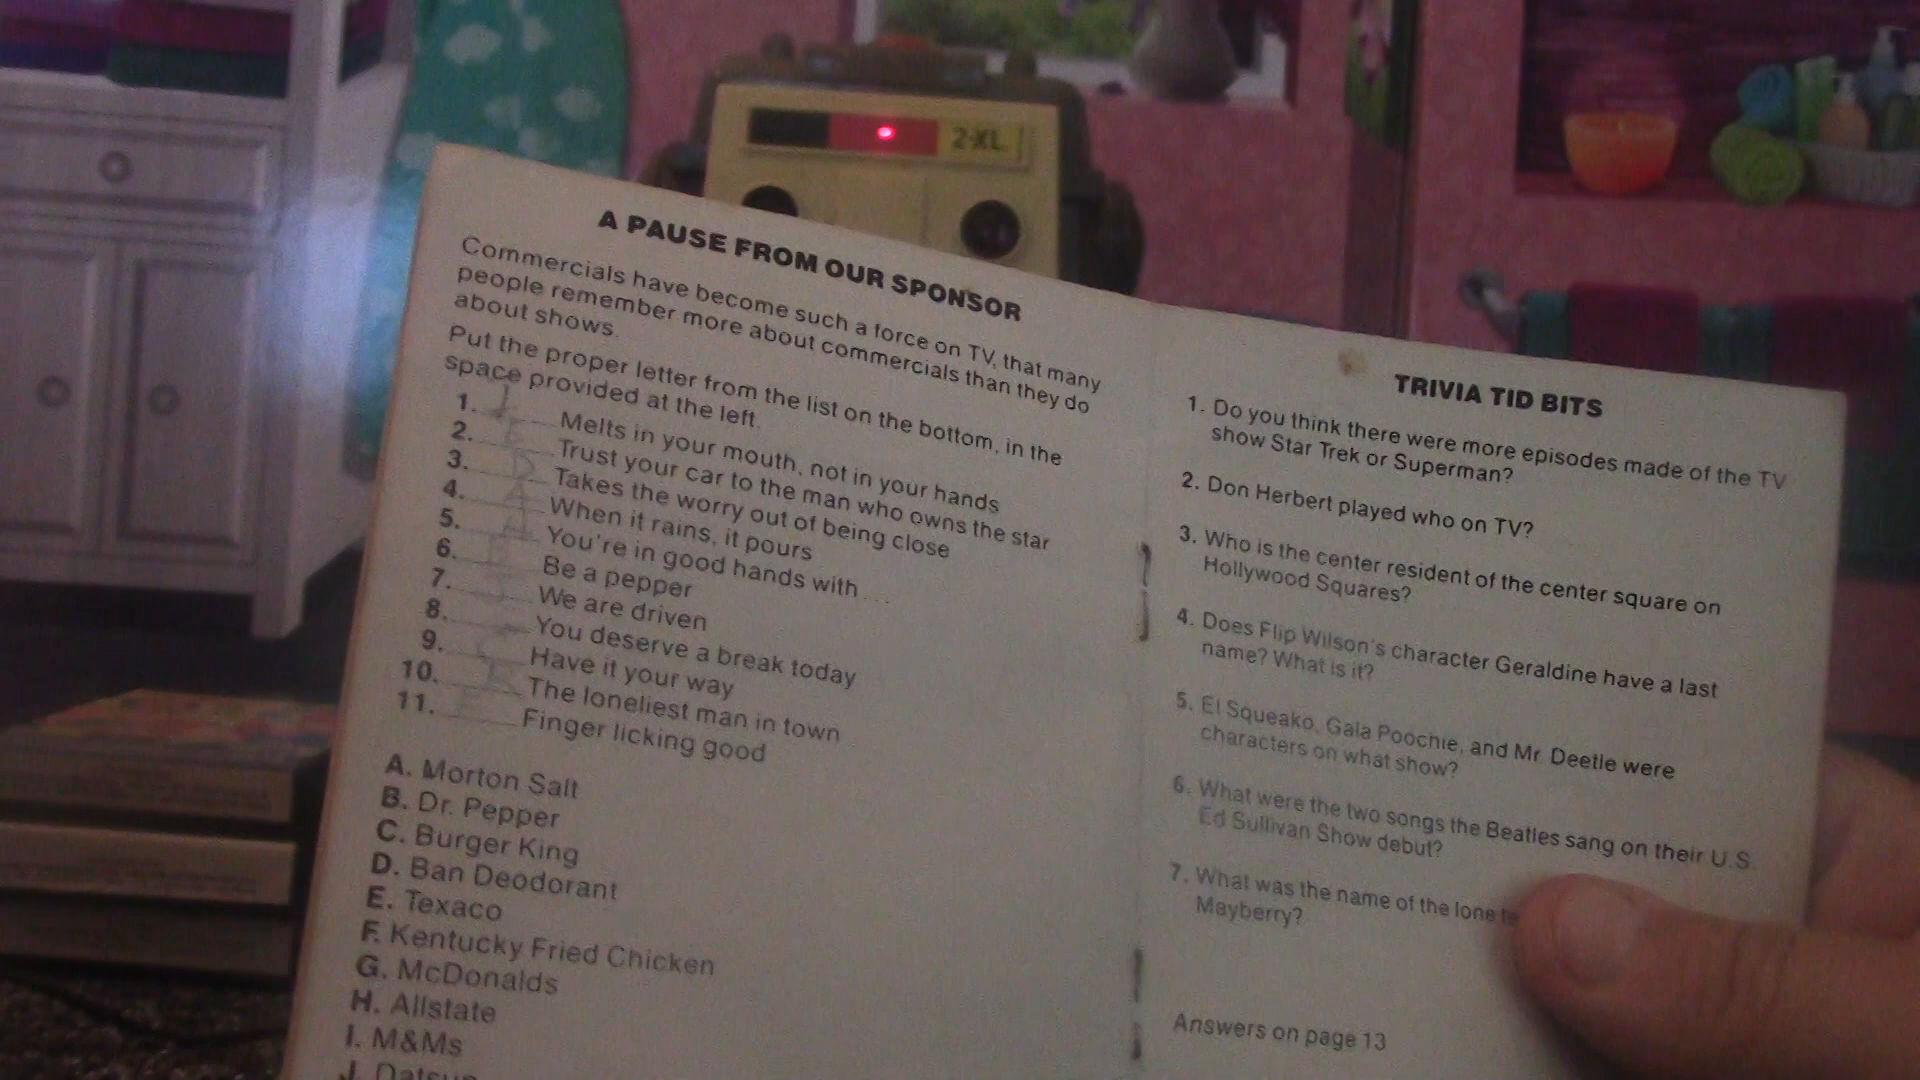 2-XL
A PAUSE FROM OUR SPONSOR
Commercials have become such a force on TV, that many
people remember more about commercials than they do
about shows.
Put the proper letter from the list on the bottom, in the
space provided at the left.
1. I Melts in your mouth, not in your hands
2. E Trust your car to the man who owns the star
3. D Takes the worry out of being close
4. A When it rains, it pours
5. H You're in good hands with ...
6. Be a pepper
7. We are driven
8. You deserve a break today
9. Have it your way
10. The loneliest man in town
11. F Finger licking good
A. Morton Salt
B. Dr. Pepper
C. Burger King
D. Ban Deodorant
E. Texaco
F. Kentucky Fried Chicken
G. McDonalds
H. Allstate
I. M&Ms
J. Datsun
TRIVIA TID BITS
1. Do you think there were more episodes made of the TV
show Star Trek or Superman?
2. Don Herbert played who on TV?
3. Who is the center resident of the center square on
Hollywood Squares?
4. Does Flip Wilson's character Geraldine have a last
name? What is it?
5. El Squeako, Gala Poochie, and Mr. Deetle were
characters on what show?
6. What were the two songs the Beatles sang on their U.S.
Ed Sullivan Show debut?
7. What was the name of the lone
Mayberry?
Answers on page 13